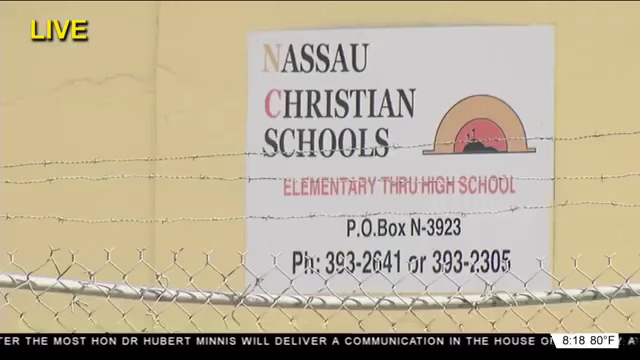 LIVE
NASSAU
CHRISTIAN
SCHOOLS
ELEMENTARY THRU HIGH SCHOOL
P.O.Box N-3923
Ph: 393-2641 or 393-2305
TER THE MOST HON DR HUBERT MINNIS WILL DELIVER A COMMUNICATION IN THE HOUSE
8:18 80°F